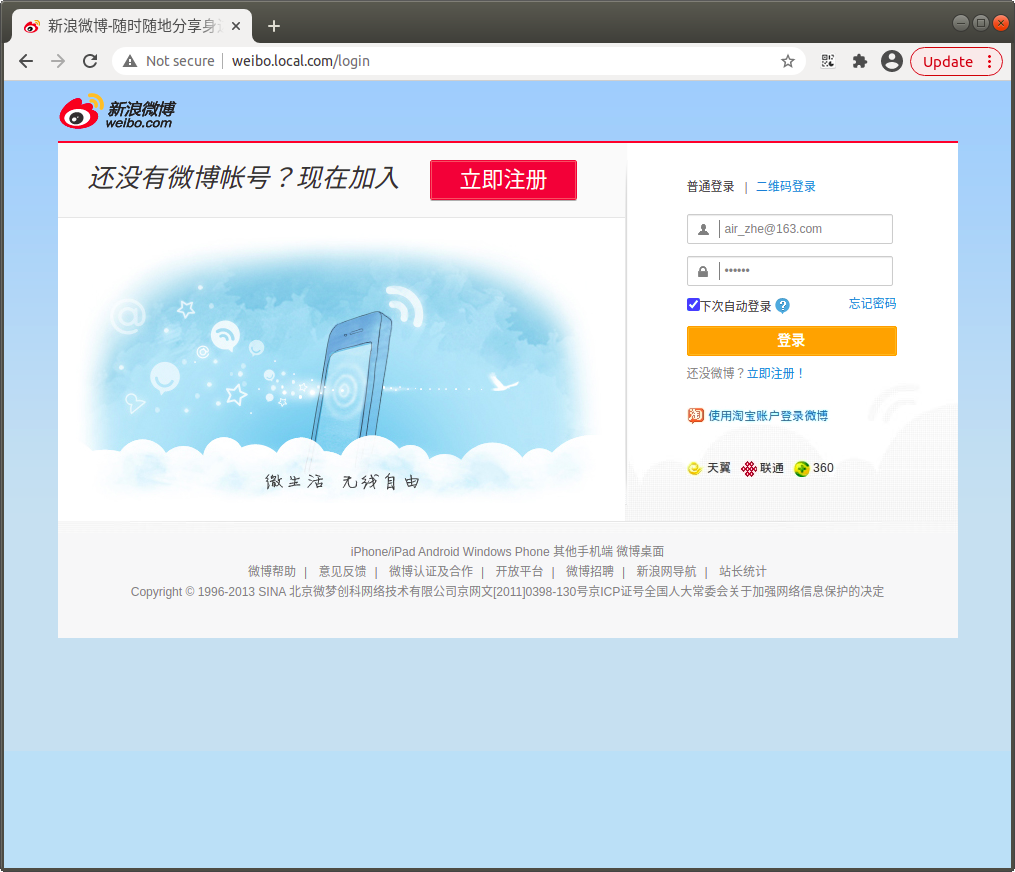 新浪微博-随时随地分享身边
Not secure
weibo.local.com/login
Update
新浪微博
weibo.com
还没有微博帐号？现在加入
立即注册
普通登录 | 二维码登录
air_zhe@163.com
••••••
下次自动登录 ?
忘记密码
登录
还没微博？立即注册！
淘 使用淘宝账户登录微博
天翼 联通 360
微生活 无线自由
iPhone/iPad Android Windows Phone 其他手机端 微博桌面
微博帮助 | 意见反馈 | 微博认证及合作 | 开放平台 | 微博招聘 | 新浪网导航 | 站长统计
Copyright © 1996-2013 SINA 北京微梦创科网络技术有限公司京网文[2011]0398-130号京ICP证号全国人大常委会关于加强网络信息保护的决定